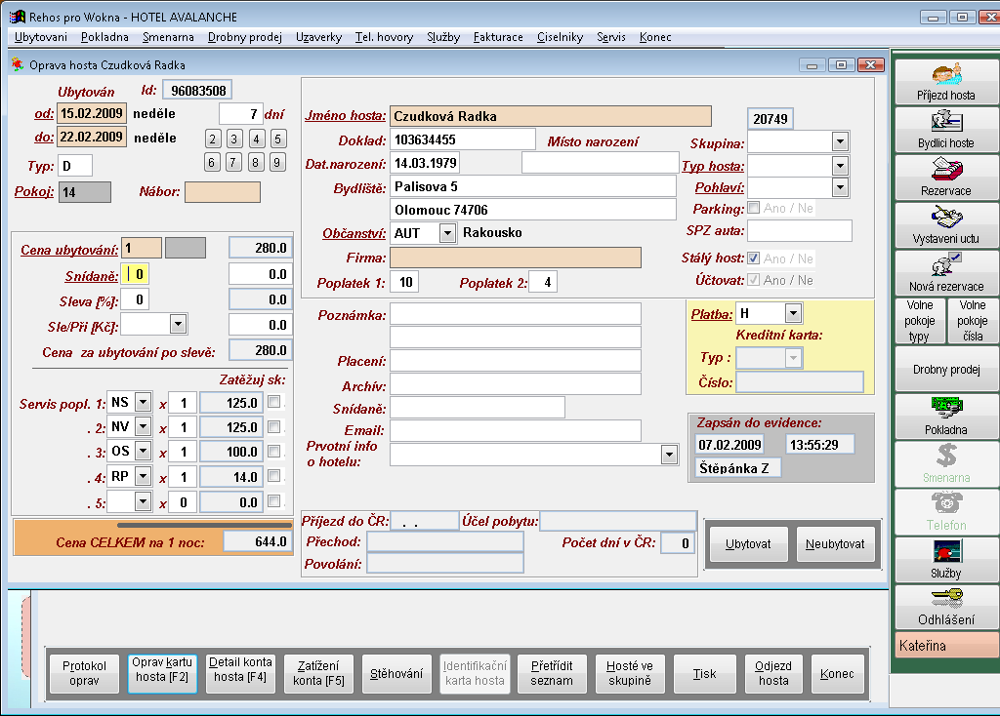 Rehos pro Wokna - HOTEL AVALANCHE
Ubytovani Pokladna Smenarna Drobny prodej Uzaverky Tel. hovory Služby Fakturace Ciselniky Servis Konec
Oprava hosta Czudková Radka
Ubytován Id: 96083508
od: 15.02.2009 neděle 7 dní
do: 22.02.2009 neděle 2 3 4 5
Typ: D 6 7 8 9
Pokoj: 14 Nábor:
Cena ubytování: 1 280.0
Snídaně: 0 0.0
Sleva [%]: 0 0.0
Sle/Při [Kč]: 0.0
Cena za ubytování po slevě: 280.0
Zatěžuj sk:
Servis popl. 1: NS x 1 125.0
. 2: NV x 1 125.0
. 3: OS x 1 100.0
. 4: RP x 1 14.0
. 5: x 0 0.0
Cena CELKEM na 1 noc: 644.0
Jméno hosta: Czudková Radka 20749
Doklad: 103634455 Místo narození Skupina:
Dat.narození: 14.03.1979 Typ hosta:
Bydliště: Palisova 5 Pohlaví:
Olomouc 74706 Parking: Ano / Ne
Občanství: AUT Rakousko SPZ auta:
Firma: Stálý host: Ano / Ne
Poplatek 1: 10 Poplatek 2: 4 Účtovat: Ano / Ne
Poznámka:
Placení:
Archív:
Snídaně:
Email:
Prvotní info
o hotelu:
Platba: H
Kreditní karta:
Typ :
Číslo:
Zapsán do evidence:
07.02.2009 13:55:29
Štěpánka Z
Příjezd do ČR: . . Účel pobytu:
Přechod: Počet dní v ČR: 0
Povolání:
Ubytovat Neubytovat
Protokol
oprav
Oprav kartu
hosta [F2]
Detail konta
hosta [F4]
Zatížení
konta [F5]
Stěhování
Identifikační
karta hosta
Přetřídit
seznam
Hosté ve
skupině
Tisk
Odjezd
hosta
Konec
Příjezd hosta
Bydlici hoste
Rezervace
Vystaveni uctu
Nová rezervace
Volne
pokoje
typy
Volne
pokoje
čísla
Drobny prodej
Pokladna
Smenarna
Telefon
Služby
Odhlášení
Kateřina